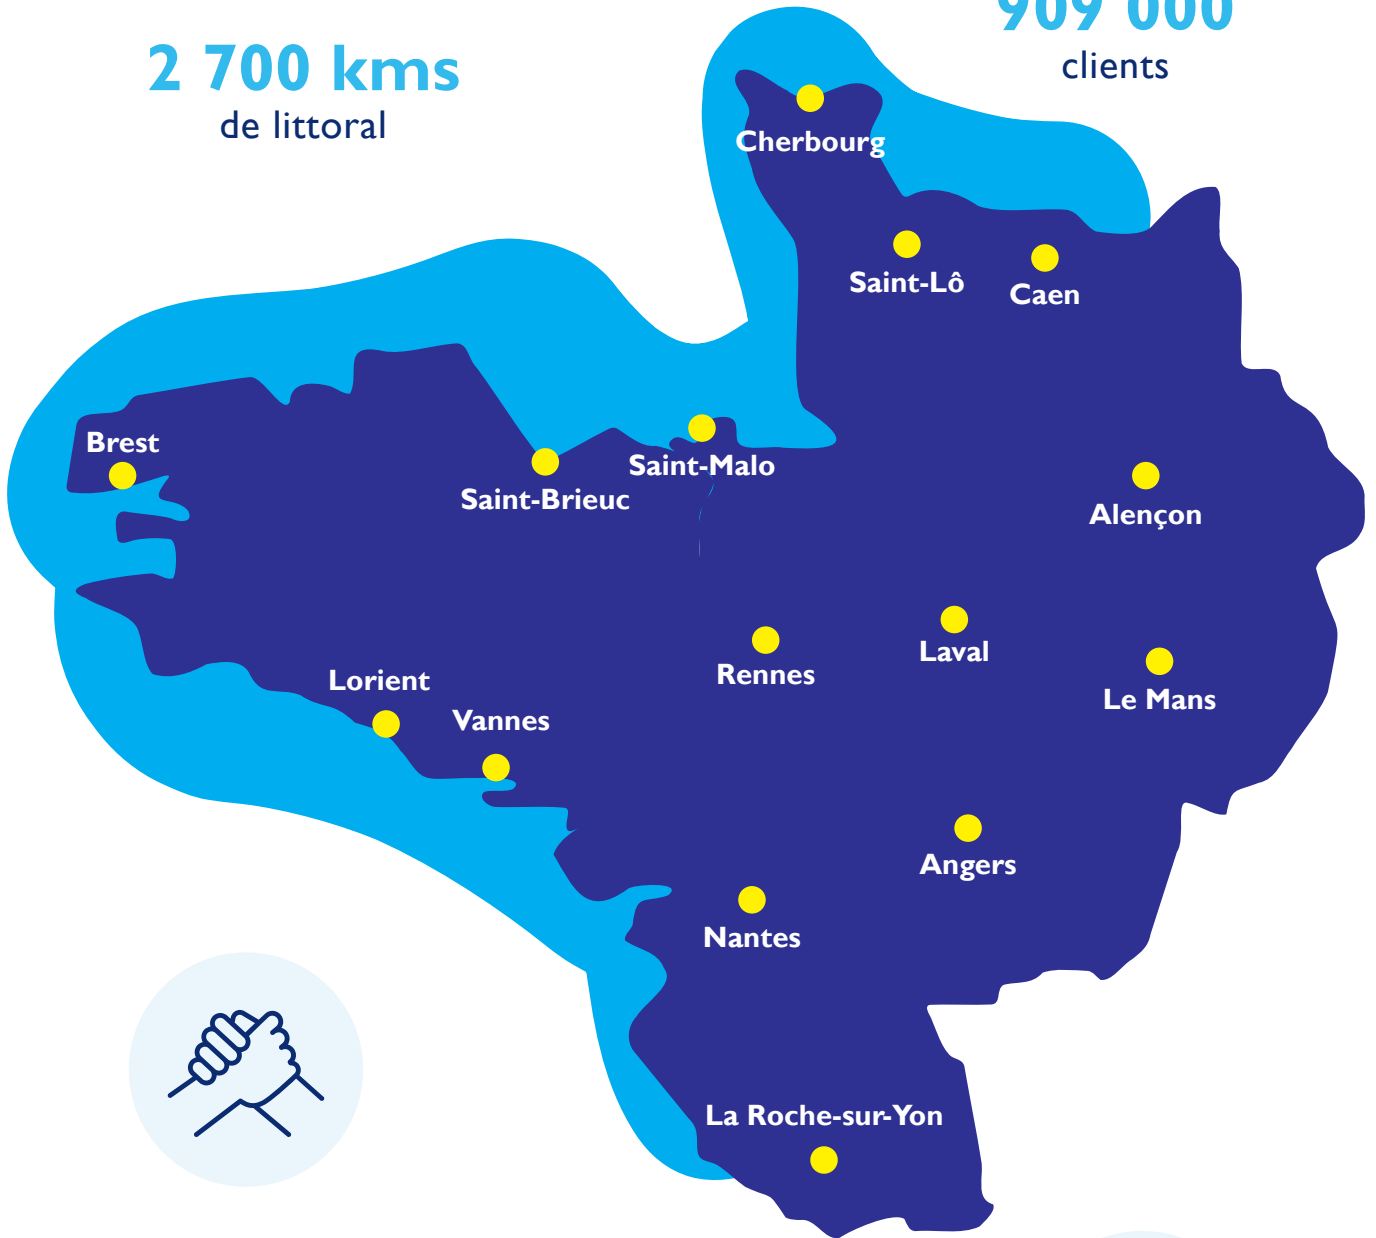 909 000
clients
2 700 kms
de littoral
Cherbourg
Saint-Lô
Caen
Brest
Saint-Malo
Saint-Brieuc
Alençon
Rennes
Laval
Lorient
Le Mans
Vannes
Angers
Nantes
La Roche-sur-Yon